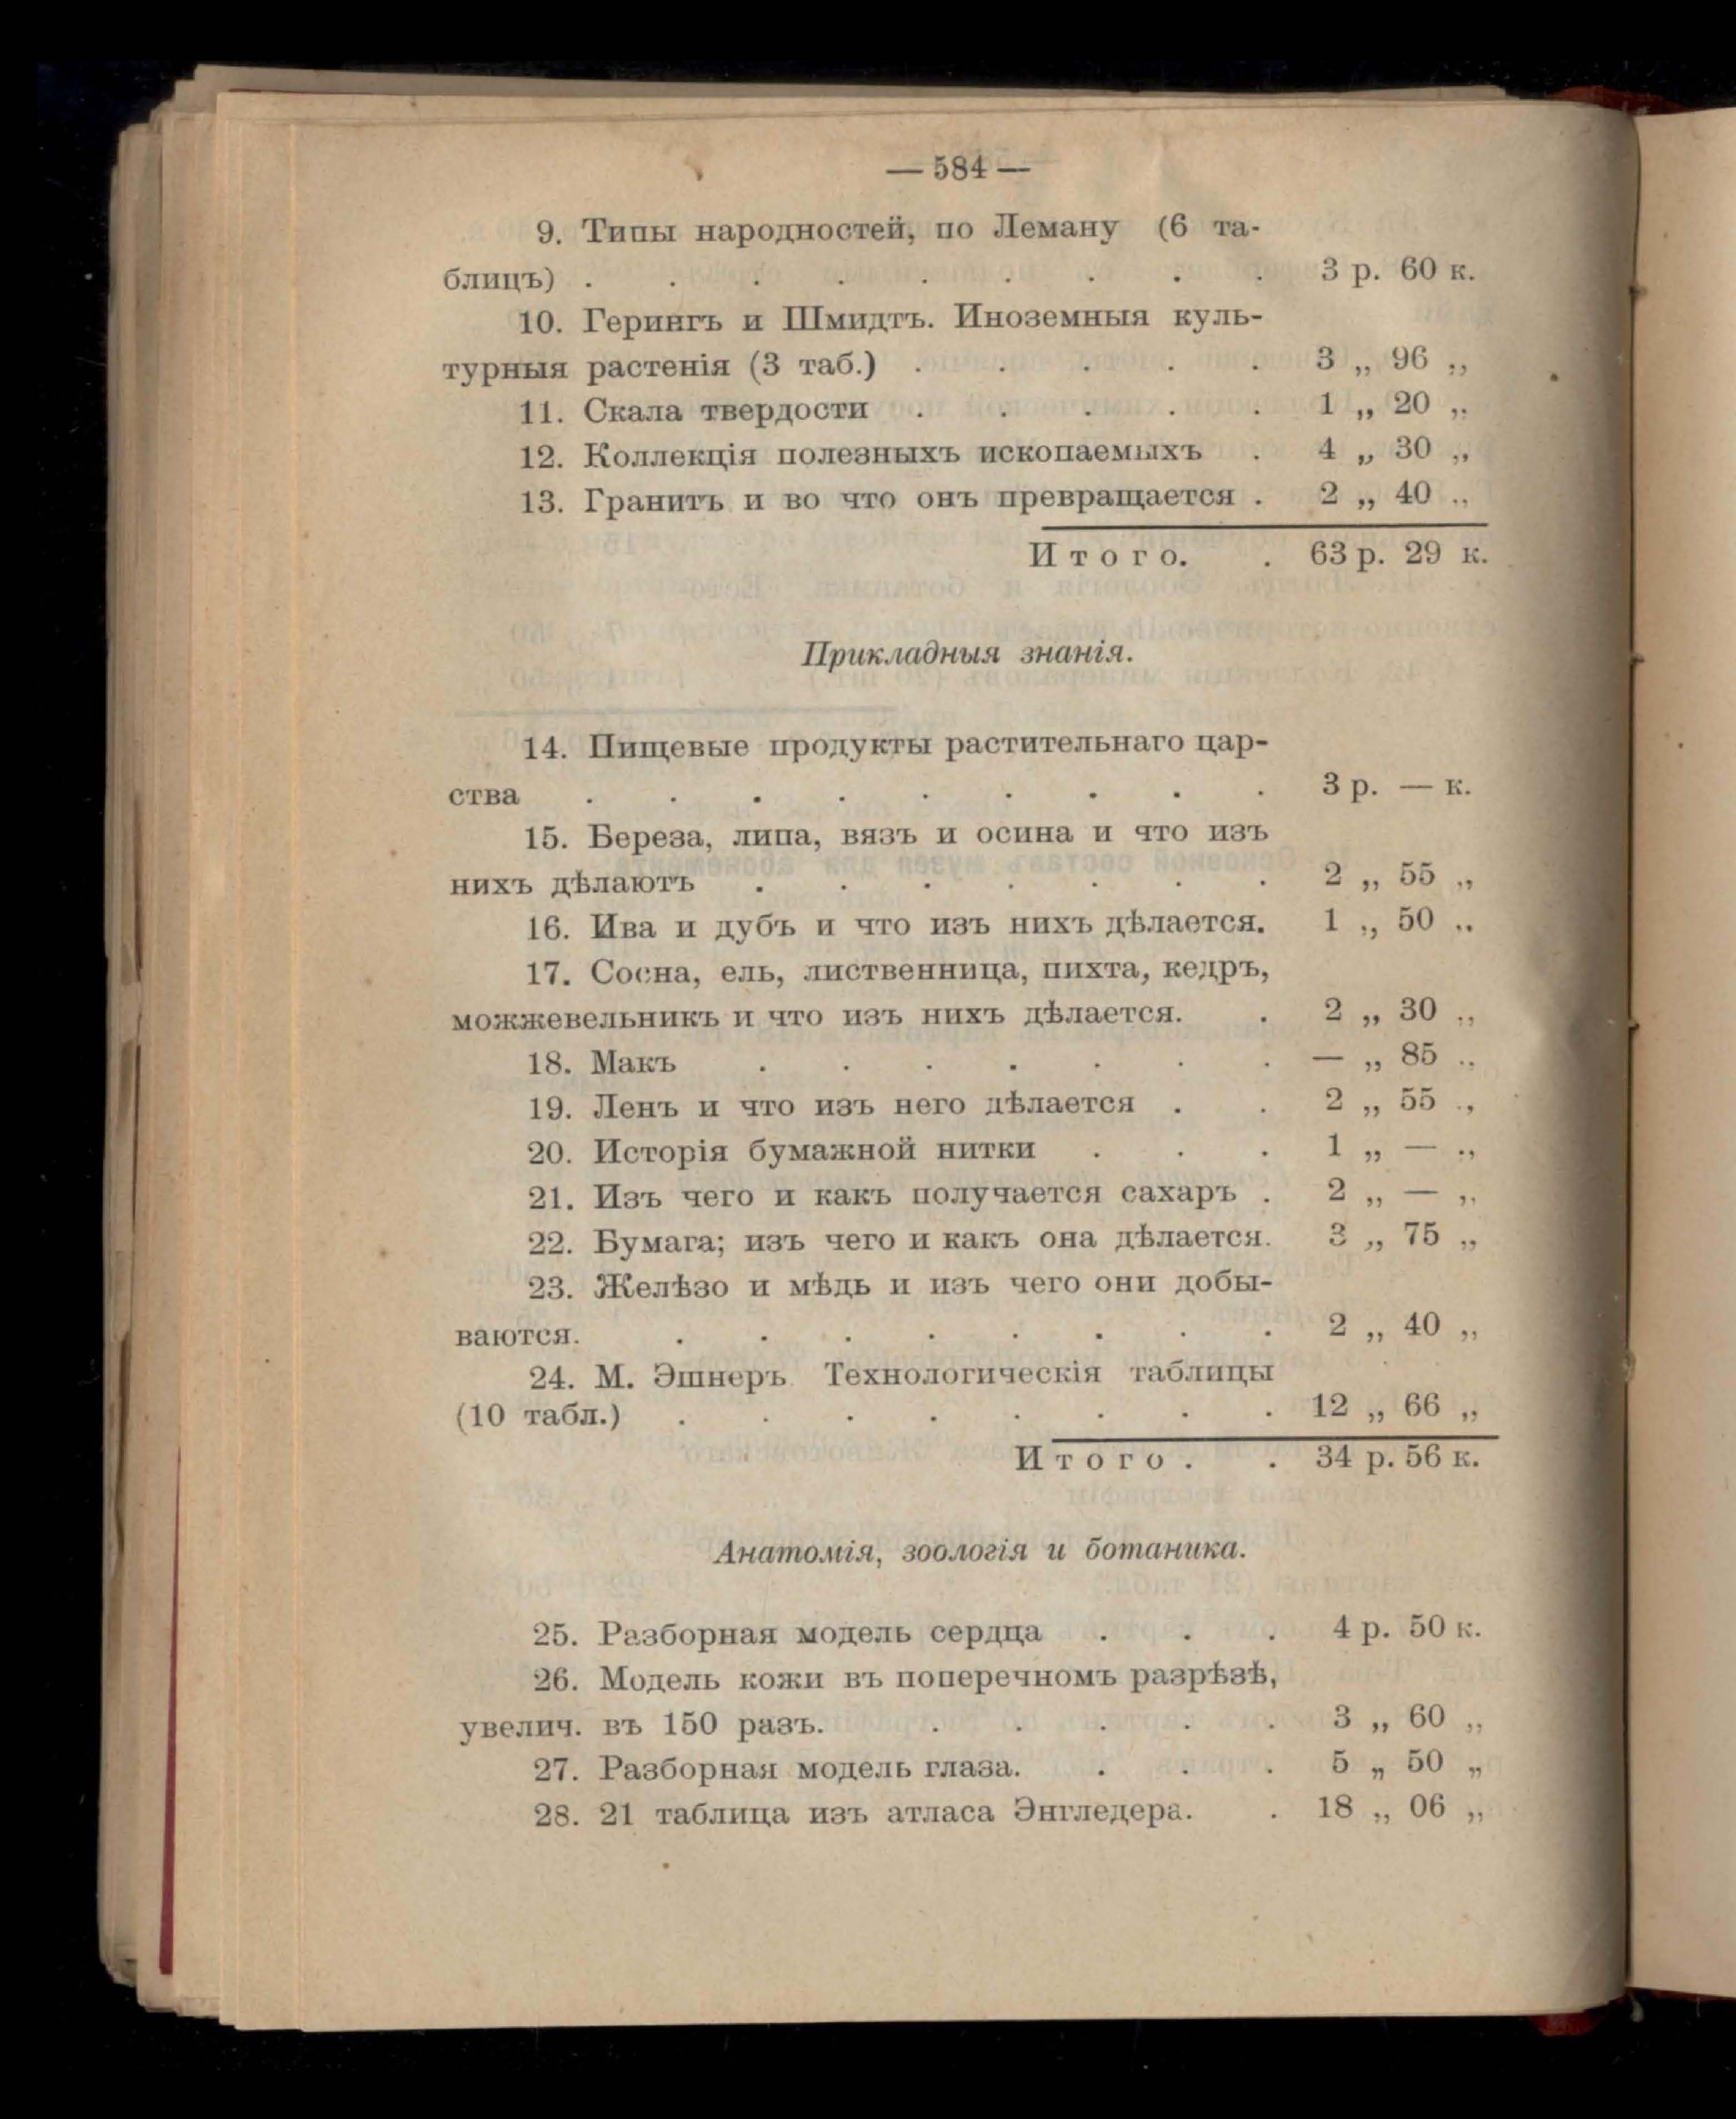 — 584 —
9. Типы народностей, по Леману (6 та-
блицъ) . . . . . . . . . 3 р. 60 к.
10. Герингъ и Шмидтъ. Иноземныя куль-
турныя растенія (3 таб.) . . . . . 3 „ 96 „
11. Скала твердости . . . . . 1 „ 20 „
12. Коллекція полезныхъ ископаемыхъ . 4 „ 30 „
13. Гранитъ и во что онъ превращается . 2 „ 40 „
Итого. . 63 р. 29 к.
Прикладныя знанія.
14. Пищевые продукты растительнаго цар-
ства . . . . . . . . . 3 р. — к.
15. Береза, липа, вязъ и осина и что изъ
нихъ дѣлаютъ . . . . . . . 2 „ 55 „
16. Ива и дубъ и что изъ нихъ дѣлается. 1 „ 50 „
17. Сосна, ель, лиственница, пихта, кедръ,
можжевельникъ и что изъ нихъ дѣлается. . 2 „ 30 „
18. Макъ . . . . . . . — „ 85 „
19. Ленъ и что изъ него дѣлается . . 2 „ 55 „
20. Исторія бумажной нитки . . . 1 „ — „
21. Изъ чего и какъ получается сахаръ . 2 „ — „
22. Бумага; изъ чего и какъ она дѣлается. 3 „ 75 „
23. Желѣзо и мѣдь и изъ чего они добы-
ваются. . . . . . . . . 2 „ 40 „
24. М. Эшнеръ Технологическія таблицы
(10 табл.) . . . . . . . . 12 „ 66 „
Итого . . 34 р. 56 к.
Анатомія, зоологія и ботаника.
25. Разборная модель сердца . . . 4 р. 50 к.
26. Модель кожи въ поперечномъ разрѣзѣ,
увелич. въ 150 разъ. . . . . . 3 „ 60 „
27. Разборная модель глаза. . . . 5 „ 50 „
28. 21 таблица изъ атласа Энгледера. . 18 „ 06 „